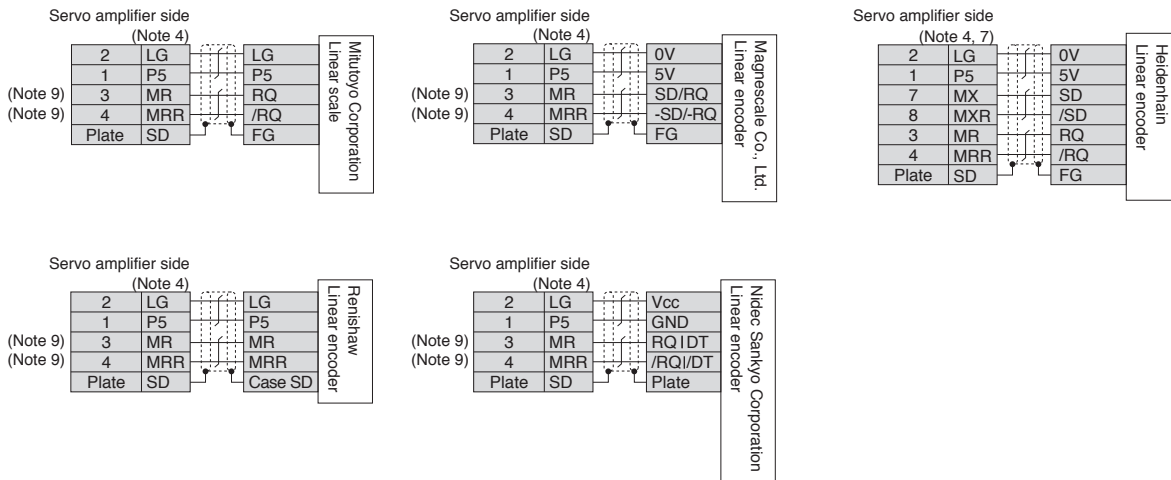 Servo amplifier side
(Note 4)
2 LG LG
1 P5 P5
(Note 9) 3 MR RQ
(Note 9) 4 MRR /RQ
Plate SD FG
Mitutoyo Corporation
Linear scale
Servo amplifier side
(Note 4)
2 LG 0V
1 P5 5V
(Note 9) 3 MR SD/RQ
(Note 9) 4 MRR -SD/-RQ
Plate SD FG
Magnescale Co., Ltd.
Linear encoder
Servo amplifier side
(Note 4, 7)
2 LG 0V
1 P5 5V
7 MX SD
8 MXR /SD
3 MR RQ
4 MRR /RQ
Plate SD FG
Heidenhain
Linear encoder
Servo amplifier side
(Note 4)
2 LG LG
1 P5 P5
(Note 9) 3 MR MR
(Note 9) 4 MRR MRR
Plate SD Case SD
Renishaw
Linear encoder
Servo amplifier side
(Note 4)
2 LG Vcc
1 P5 GND
(Note 9) 3 MR RQ|DT
(Note 9) 4 MRR /RQ|/DT
Plate SD Plate
Nidec Sankyo Corporation
Linear encoder